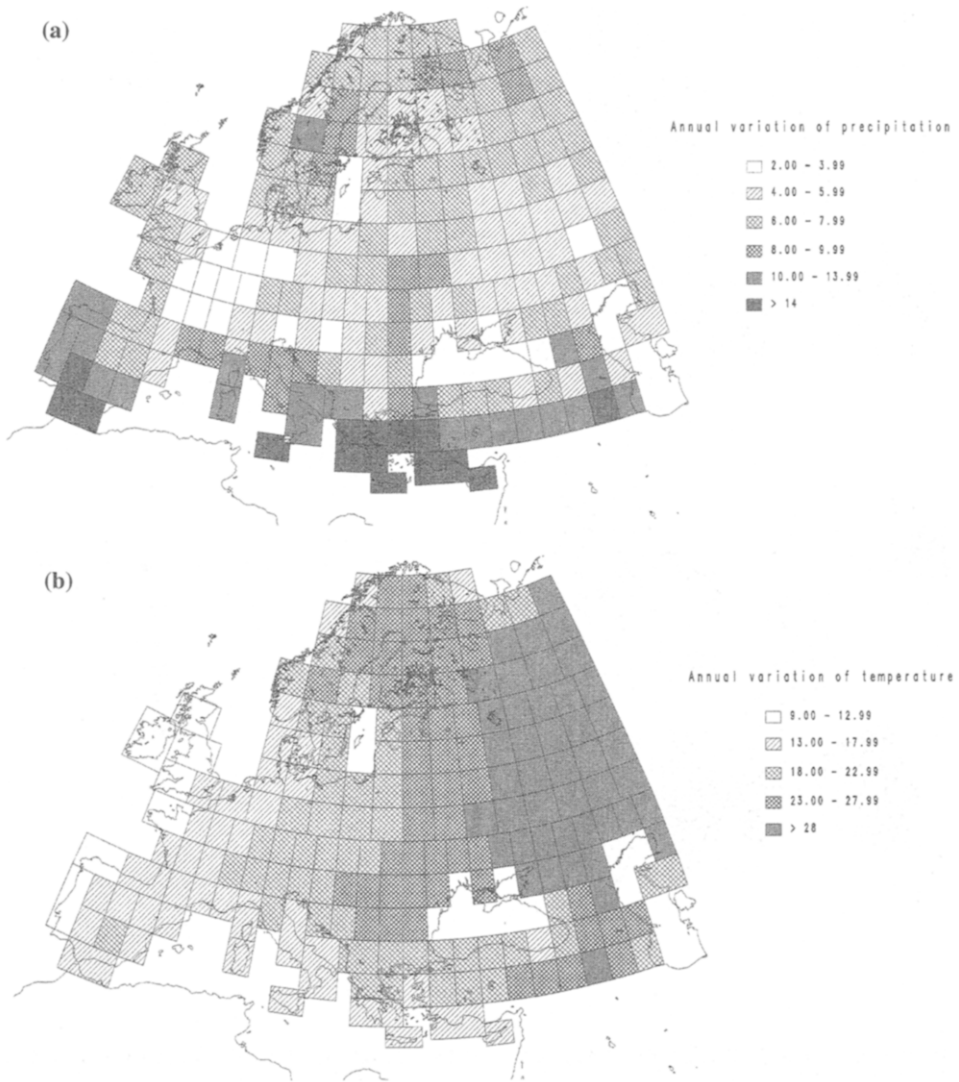 (a)
Annual variation of precipitation
2.00 - 3.99
4.00 - 5.99
6.00 - 7.99
8.00 - 9.99
10.00 - 13.99
> 14
(b)
Annual variation of temperature
9.00 - 12.99
13.00 - 17.99
18.00 - 22.99
23.00 - 27.99
> 28